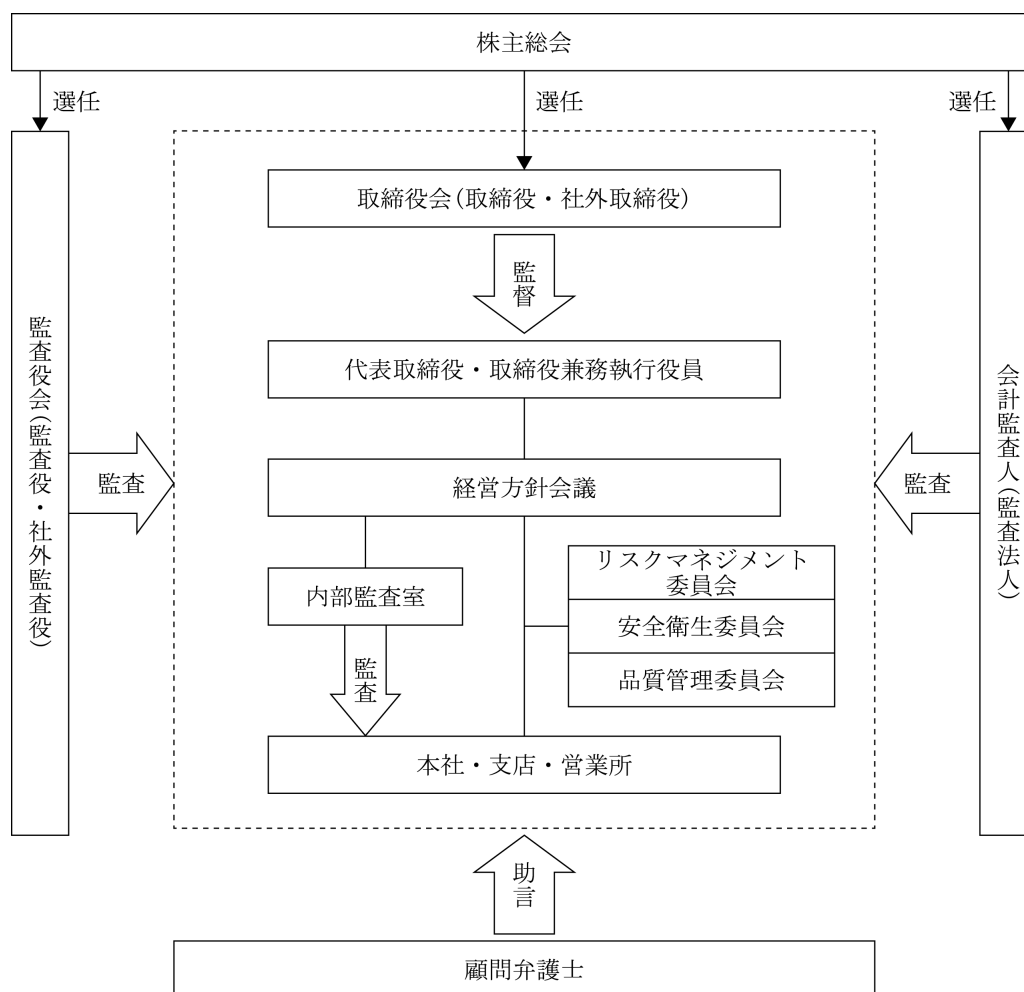 株主総会
選任
選任
選任
取締役会(取締役・社外取締役)
監督
代表取締役・取締役兼務執行役員
監査役会(監査役・社外監査役)
会計監査人(監査法人)
監査
監査
経営方針会議
内部監査室
リスクマネジメント
委員会
安全衛生委員会
品質管理委員会
監査
本社・支店・営業所
助言
顧問弁護士